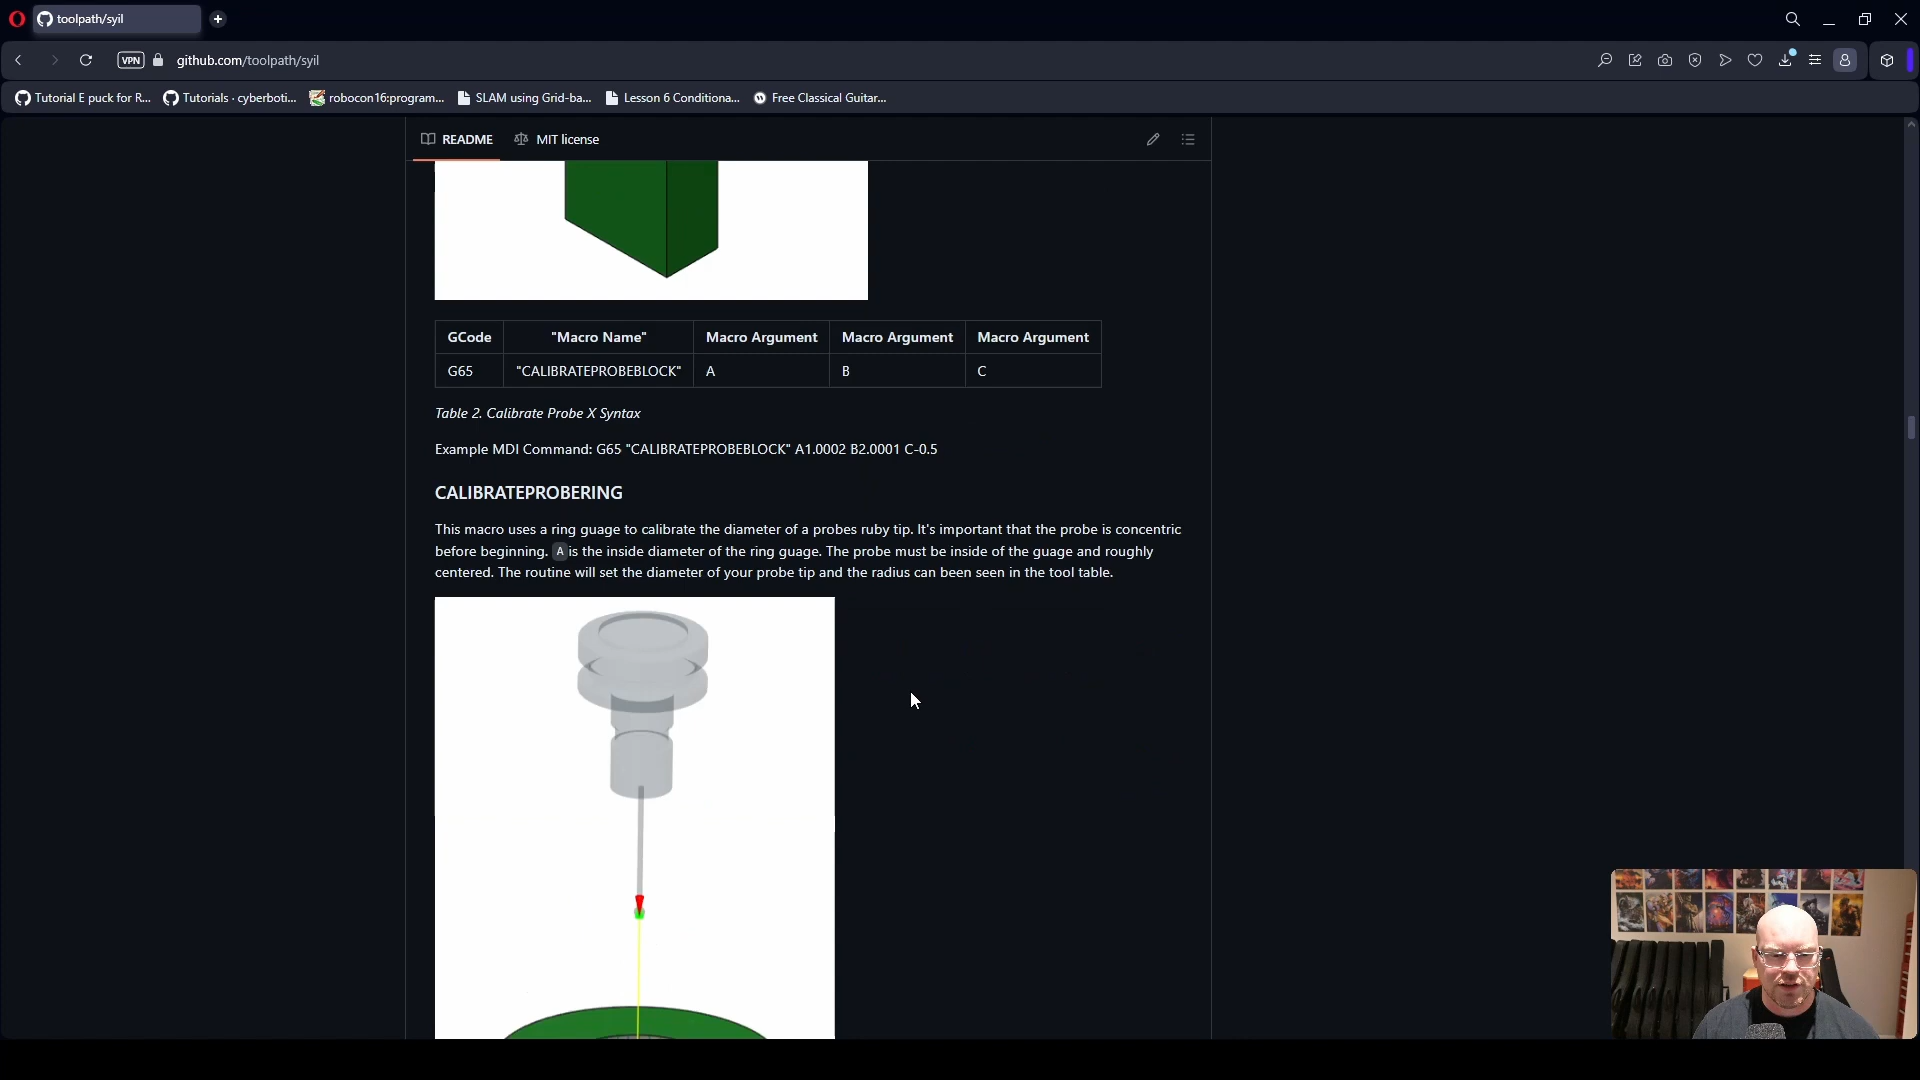 toolpath/syil
VPN github.com/toolpath/syil
Tutorial E puck for R... Tutorials · cyberboti... robocon16:program... SLAM using Grid-ba... Lesson 6 Conditiona... Free Classical Guitar...
README MIT license
GCode "Macro Name" Macro Argument Macro Argument Macro Argument
G65 "CALIBRATEPROBEBLOCK" A B C
Table 2. Calibrate Probe X Syntax
Example MDI Command: G65 "CALIBRATEPROBEBLOCK" A1.0002 B2.0001 C-0.5
CALIBRATEPROBERING
This macro uses a ring guage to calibrate the diameter of a probes ruby tip. It's important that the probe is concentric
before beginning. A is the inside diameter of the ring guage. The probe must be inside of the guage and roughly
centered. The routine will set the diameter of your probe tip and the radius can been seen in the tool table.